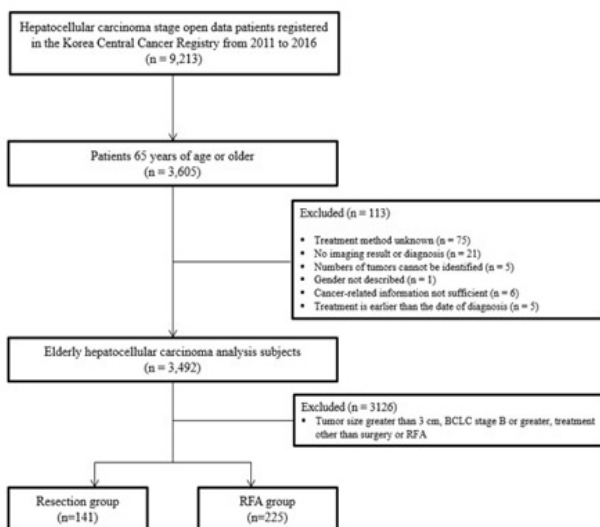 Hepatocellular carcinoma stage open data patients registered
in the Korea Central Cancer Registry from 2011 to 2016
(n = 9,213)
Patients 65 years of age or older
(n = 3,605)
Excluded (n = 113)
▪ Treatment method unknown (n = 75)
▪ No imaging result or diagnosis (n = 21)
▪ Numbers of tumors cannot be identified (n = 5)
▪ Gender not described (n = 1)
▪ Cancer-related information not sufficient (n = 6)
▪ Treatment is earlier than the date of diagnosis (n = 5)
Elderly hepatocellular carcinoma analysis subjects
(n = 3,492)
Excluded (n = 3126)
▪ Tumor size greater than 3 cm, BCLC stage B or greater, treatment
other than surgery or RFA
Resection group
(n=141)
RFA group
(n=225)